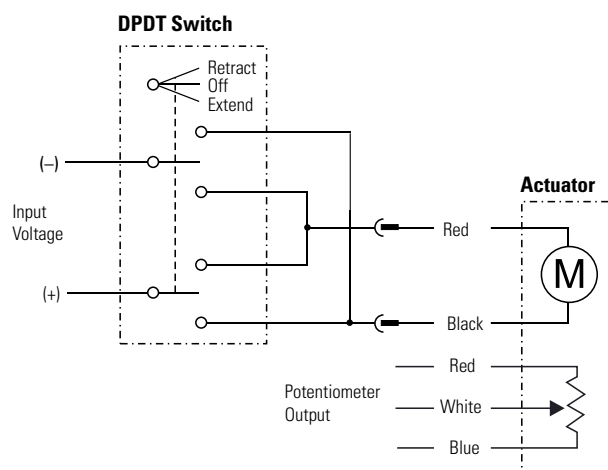 DPDT Switch
Retract
Off
Extend
(–)
Input
Voltage
(+)
Actuator
Red
M
Black
Red
Potentiometer
Output
White
Blue